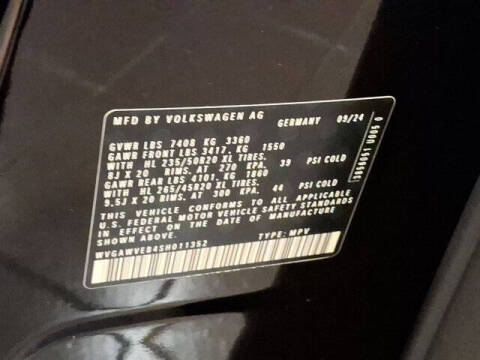 MFD BY VOLKSWAGEN AG GERMANY 09/24
GVWR LBS 7408 KG 3360
GAWR FRONT LBS 3417, KG 1550
WITH HL 235/50R20 XL TIRES.
8J X 20 RIMS AT 270 KPA/ 39 PSI COLD
GAWR REAR LBS 4101, KG 1860
WITH HL 265/45R20 XL TIRES.
9.5J X 20 RIMS AT 300 KPA/ 44 PSI COLD
THIS VEHICLE CONFORMS TO ALL APPLICABLE
U.S. FEDERAL MOTOR VEHICLE SAFETY STANDARDS
IN EFFECT ON THE DATE OF MANUFACTURE
SHOWN ABOVE.
WVGAWVEB4SH011352 TYPE: MPV